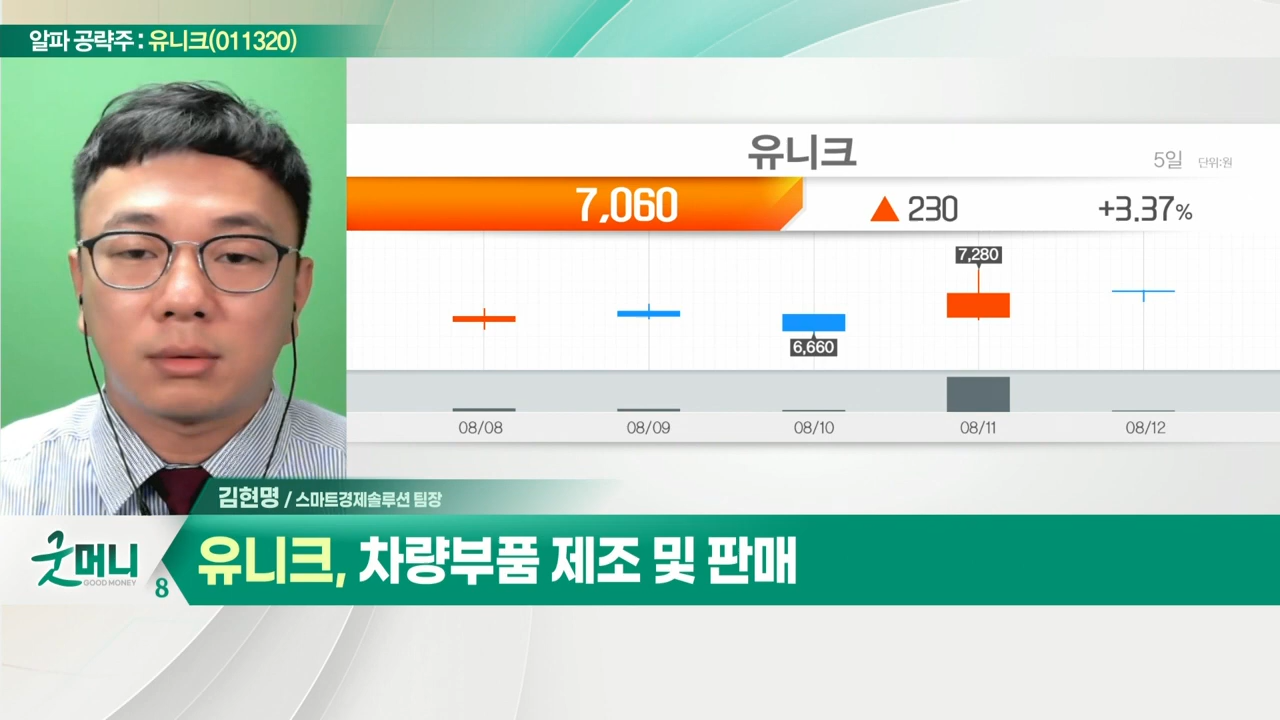 알파 공략주 : 유니크(011320)
유니크
5일 단위:원
7,060 ▲ 230 +3.37%
7,280
6,660
08/08 08/09 08/10 08/11 08/12
김현명 / 스마트경제솔루션 팀장
굿머니
GOOD MONEY
8
유니크, 차량부품 제조 및 판매